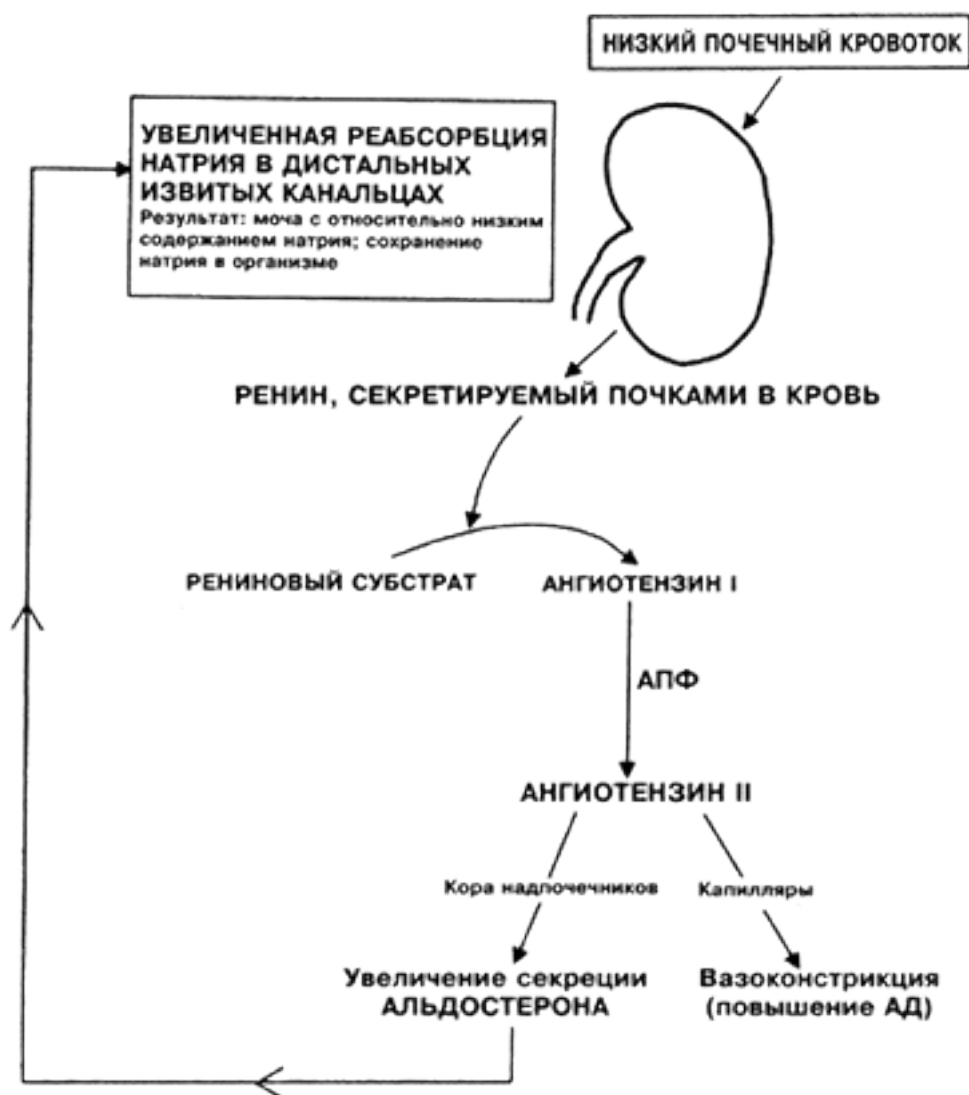 НИЗКИЙ ПОЧЕЧНЫЙ КРОВОТОК
УВЕЛИЧЕННАЯ РЕАБСОРБЦИЯ
НАТРИЯ В ДИСТАЛЬНЫХ
ИЗВИТЫХ КАНАЛЬЦАХ
Результат: моча с относительно низким
содержанием натрия; сохранение
натрия в организме
РЕНИН, СЕКРЕТИРУЕМЫЙ ПОЧКАМИ В КРОВЬ
РЕНИНОВЫЙ СУБСТРАТ АНГИОТЕНЗИН I
АПФ
АНГИОТЕНЗИН II
Кора надпочечников Капилляры
Увеличение секреции
АЛЬДОСТЕРОНА
Вазоконстрикция
(повышение АД)